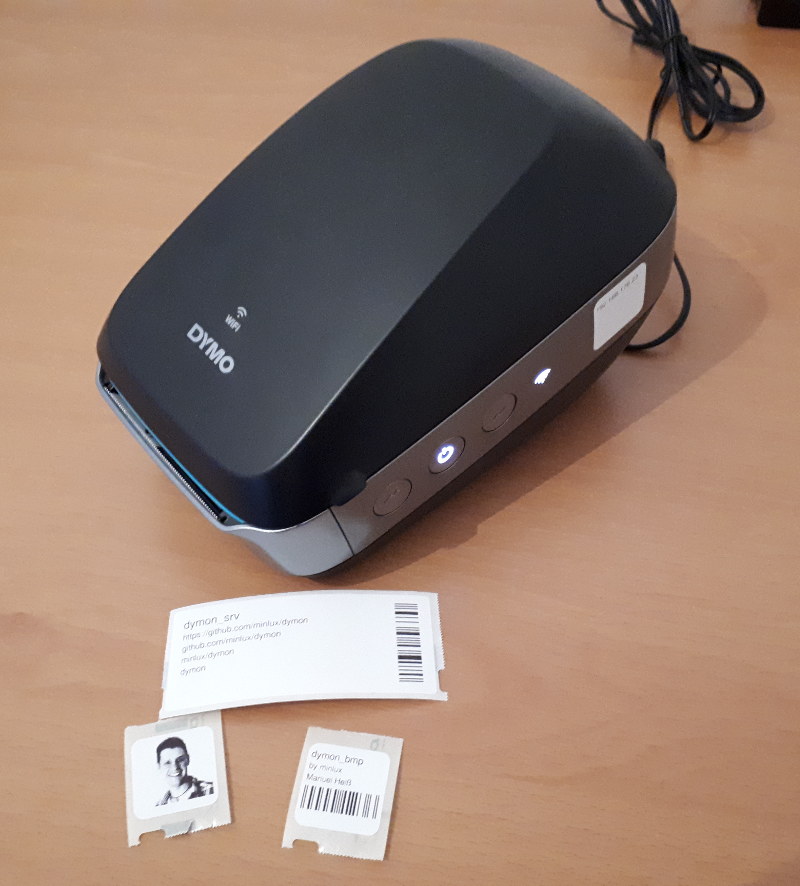 WiFi
DYMO
dymon_srv
https://github.com/minlux/dymon
github.com/minlux/dymon
minlux/dymon
dymon
dymon_bmp
by minlux
Manuel Heiß